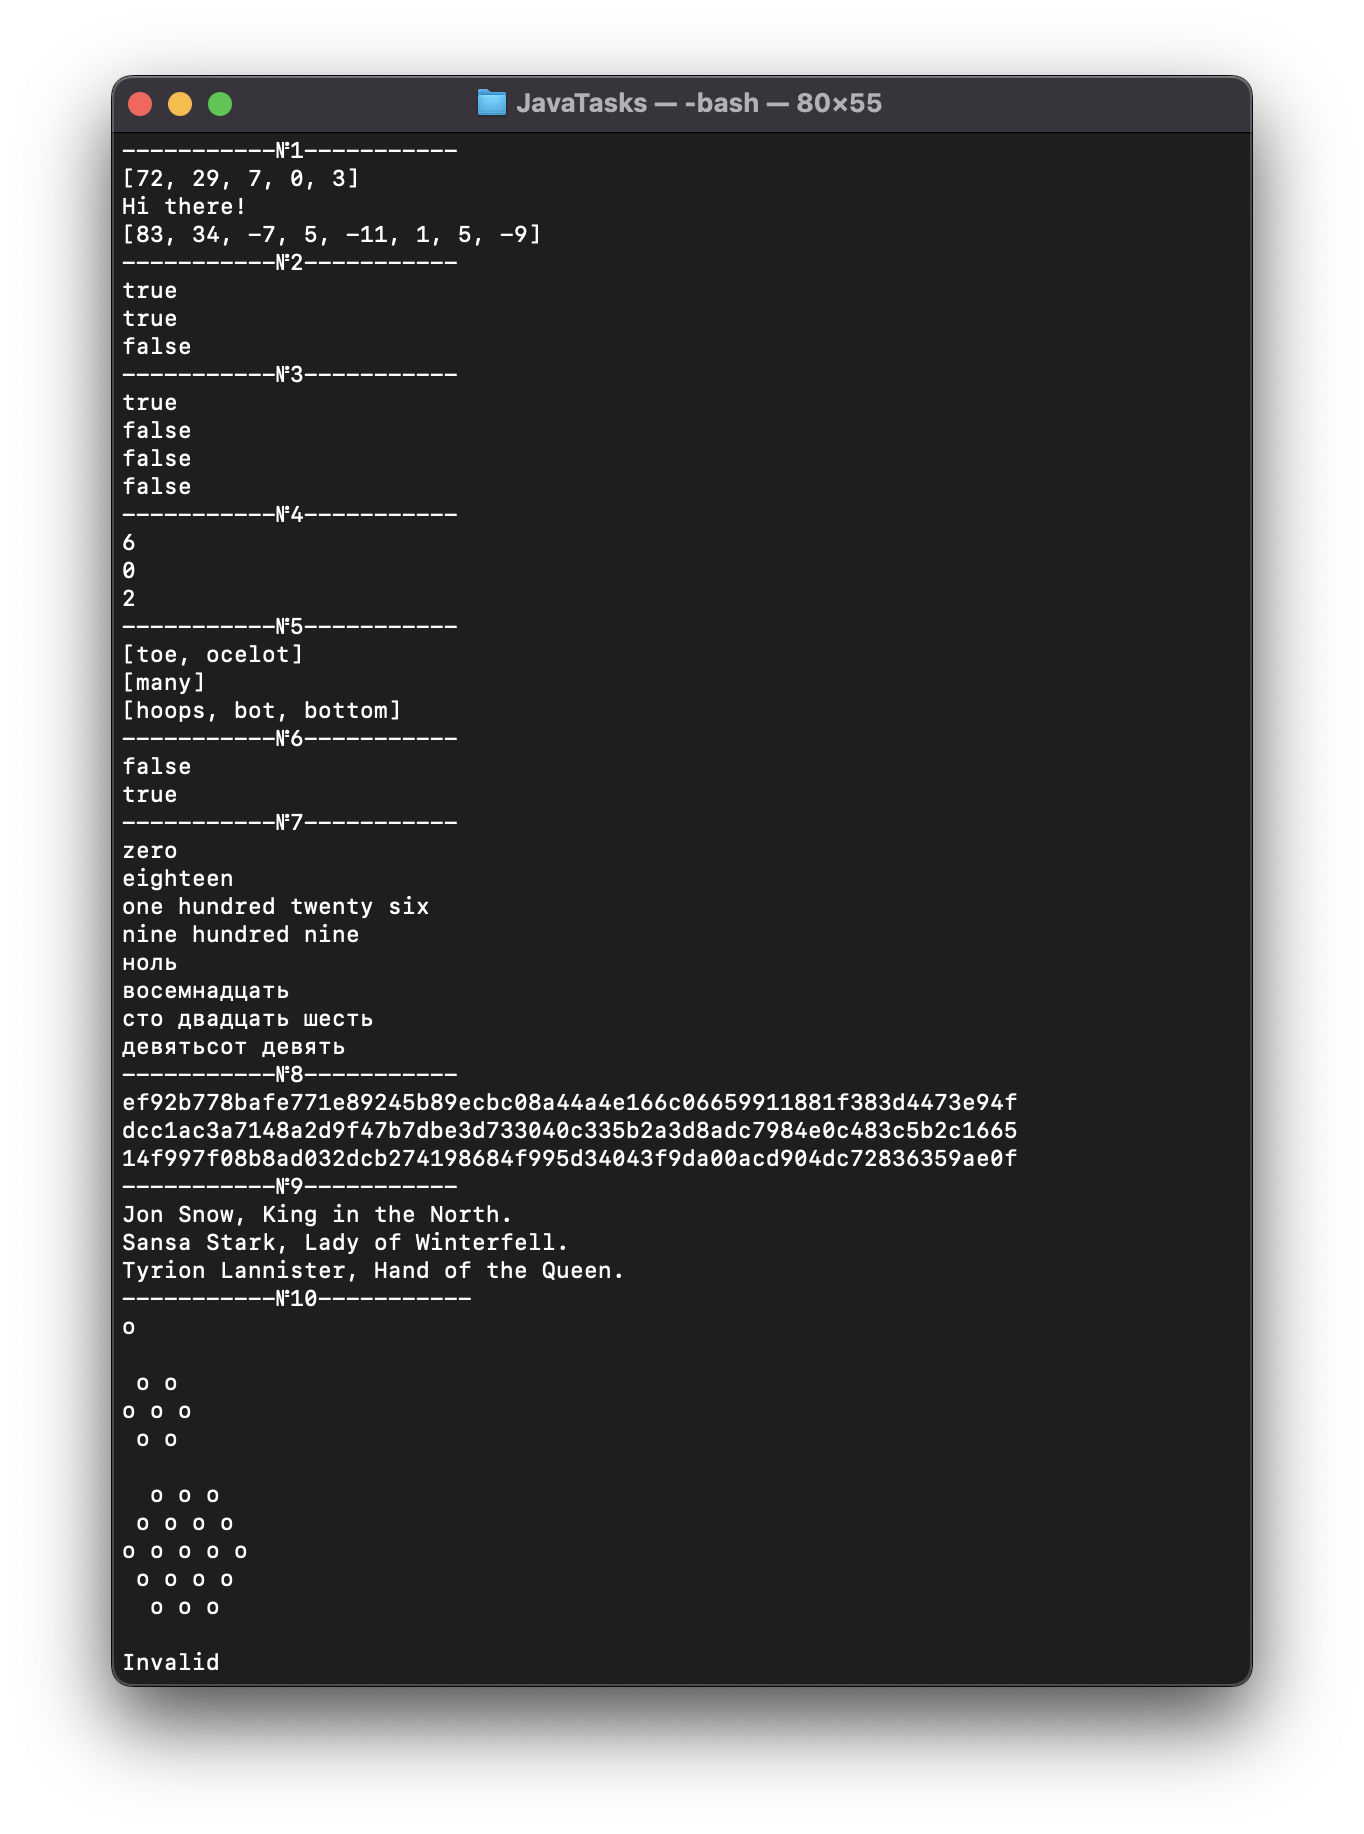 JavaTasks — -bash — 80×55
-----------№1-----------
[72, 29, 7, 0, 3]
Hi there!
[83, 34, -7, 5, -11, 1, 5, -9]
-----------№2-----------
true
true
false
-----------№3-----------
true
false
false
false
-----------№4-----------
6
0
2
-----------№5-----------
[toe, ocelot]
[many]
[hoops, bot, bottom]
-----------№6-----------
false
true
-----------№7-----------
zero
eighteen
one hundred twenty six
nine hundred nine
ноль
восемнадцать
сто двадцать шесть
девятьсот девять
-----------№8-----------
ef92b778bafe771e89245b89ecbc08a44a4e166c06659911881f383d4473e94f
dcc1ac3a7148a2d9f47b7dbe3d733040c335b2a3d8adc7984e0c483c5b2c1665
14f997f08b8ad032dcb274198684f995d34043f9da00acd904dc72836359ae0f
-----------№9-----------
Jon Snow, King in the North.
Sansa Stark, Lady of Winterfell.
Tyrion Lannister, Hand of the Queen.
-----------№10-----------
o

 o o
o o o
 o o

  o o o
 o o o o
o o o o o
 o o o o
  o o o

Invalid